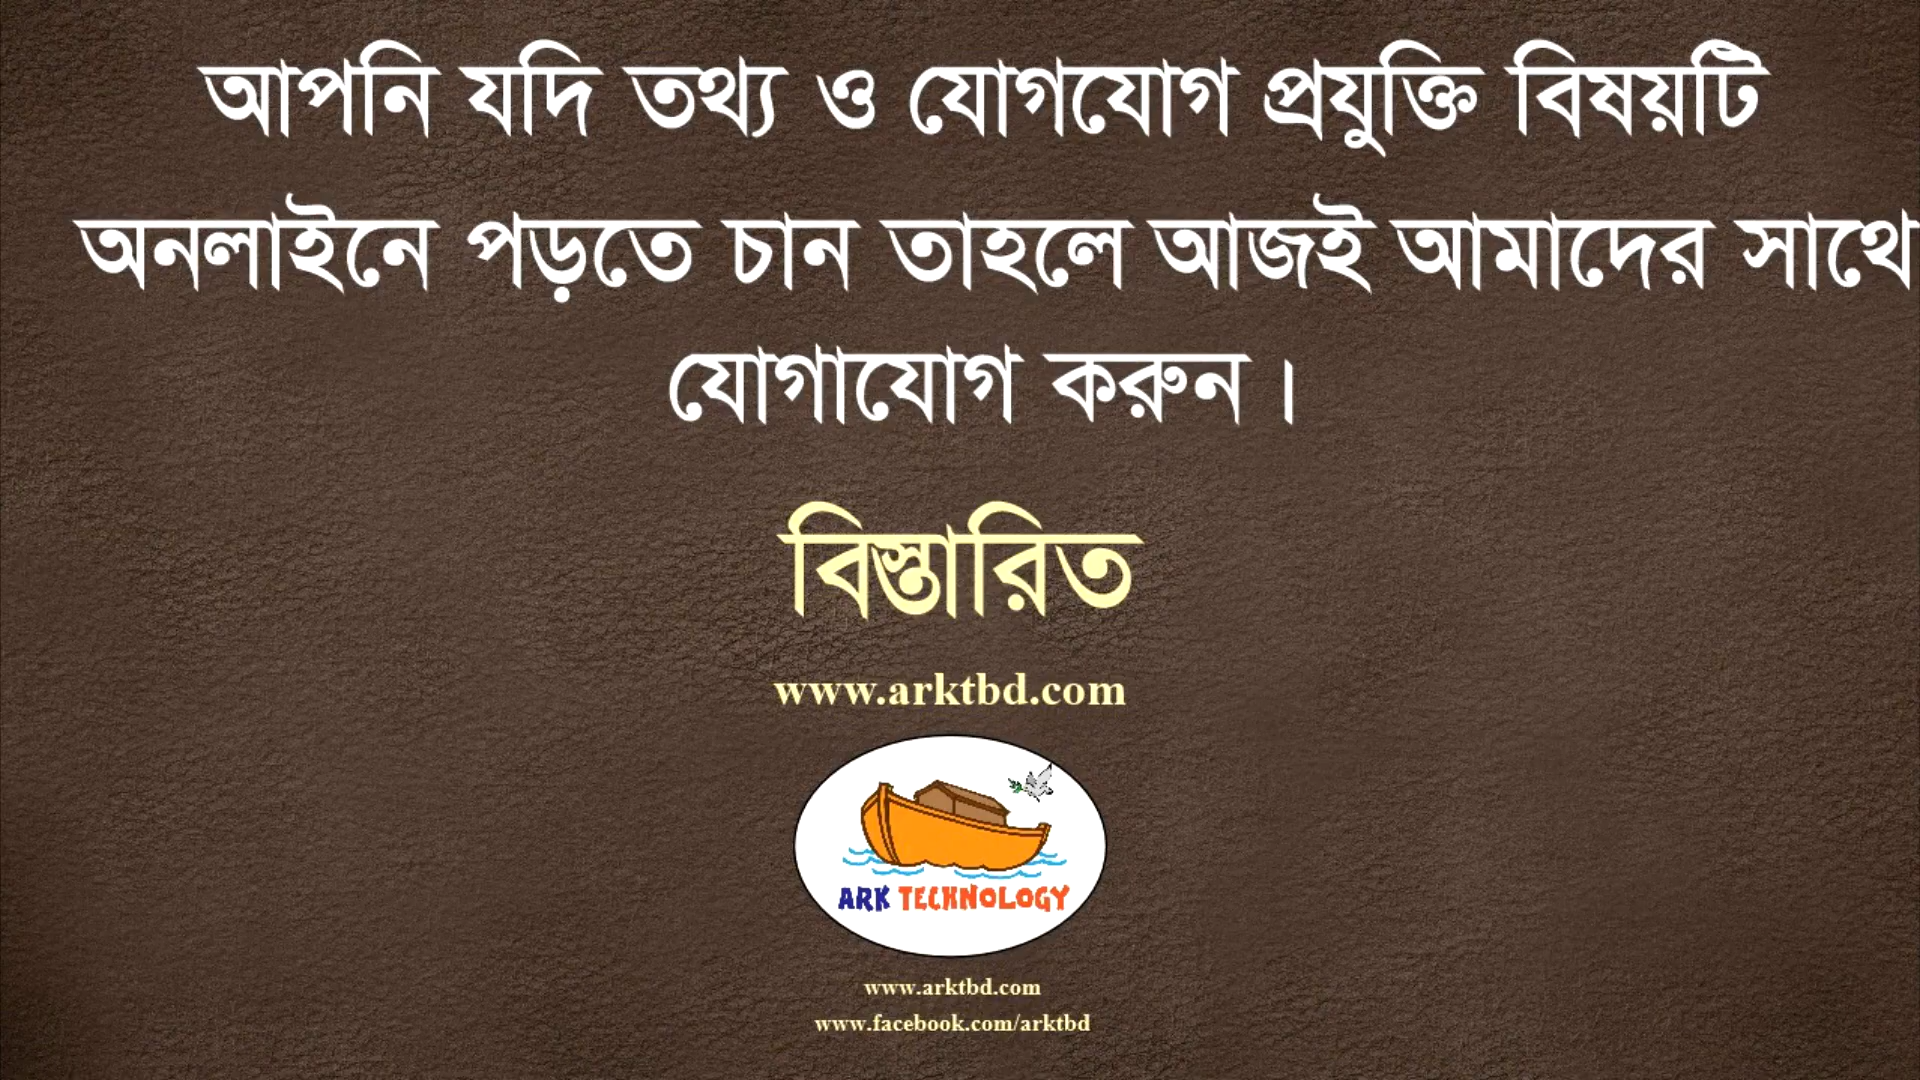 আপনি যদি তথ্য ও যোগযোগ প্রযুক্তি বিষয়টি
অনলাইনে পড়তে চান তাহলে আজই আমাদের সাথে
যোগাযোগ করুন।
বিস্তারিত
www.arktbd.com
ARK TECHNOLOGY
www.arktbd.com
www.facebook.com/arktbd